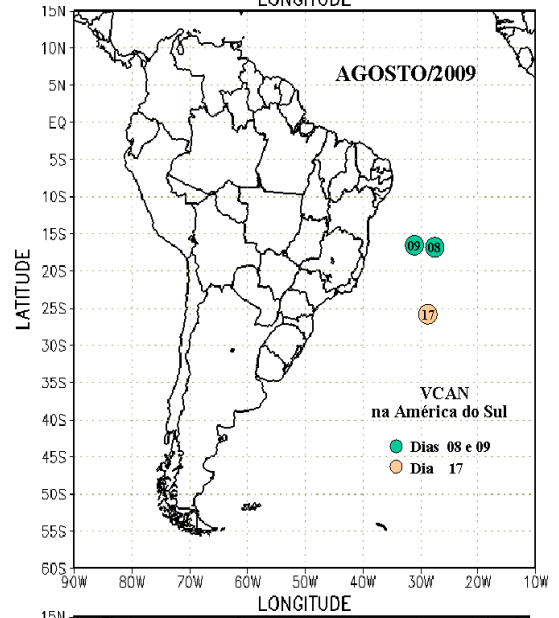 LONGITUDE
15N
10N
5N
EQ
5S
10S
15S
20S
25S
30S
35S
40S
45S
50S
55S
60S
LATITUDE
AGOSTO/2009
09 08
17
VCAN
na América do Sul
Dias 08 e 09
Dia 17
90W 80W 70W 60W 50W 40W 30W 20W 10W
LONGITUDE
15N